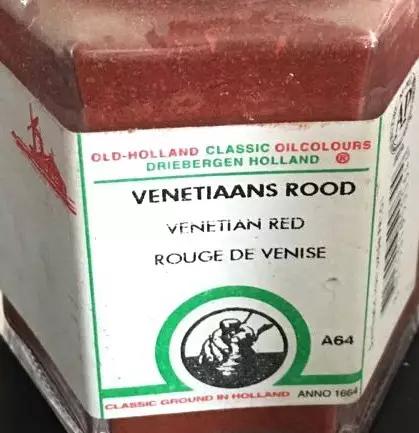 OLD-HOLLAND CLASSIC OILCOLOURS
DRIEBERGEN HOLLAND ®
VENETIAANS ROOD
VENETIAN RED
ROUGE DE VENISE
A64
CLASSIC GROUND IN HOLLAND ANNO 1664